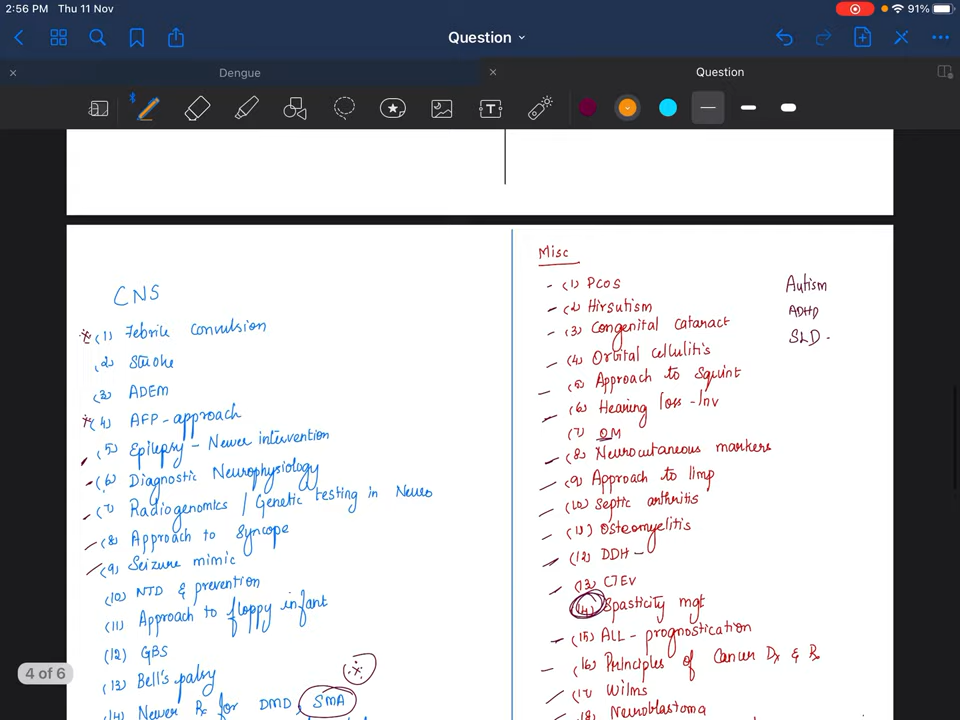 2:56 PM Thu 11 Nov
91%
Question
Dengue
Question
CNS
(1) Febrile convulsion
(2) Stroke
(3) ADEM
(4) AFP - approach
(5) Epilepsy - Newer intervention
(6) Diagnostic Neurophysiology
(7) Radiogenomics / Genetic testing in Neuro
(8) Approach to Syncope
(9) Seizure mimic
(10) NTD & prevention
(11) Approach to floppy infant
(12) GBS
(13) Bell's palsy
(14) Newer Rx for DMD, SMA
4 of 6
Misc
(1) PCOS
(2) Hirsutism
(3) Congenital cataract
(4) Orbital cellulitis
(5) Approach to Squint
(6) Hearing loss - Inv
(7) OM
(8) Neurocutaneous markers
(9) Approach to limp
(10) Septic arthritis
(11) Osteomyelitis
(12) DDH -
(13) CTEV
(14) Spasticity mgt
(15) ALL - prognostication
(16) Principles of Cancer Dx & Rx
(17) Wilms
(18) Neuroblastoma
Autism
ADHD
SLD -